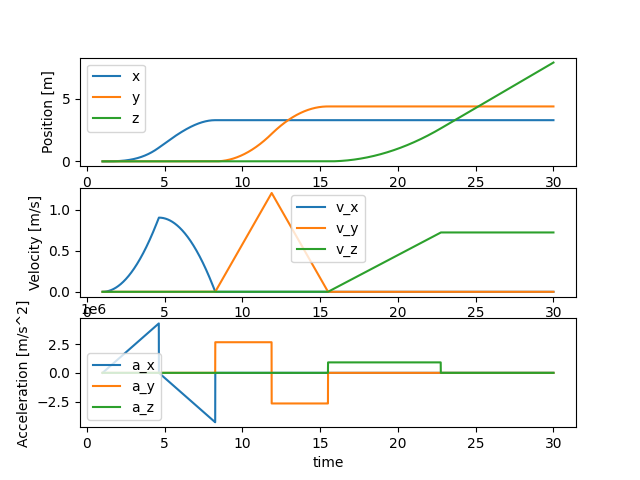 Position [m]
5
0
x
y
z
0 5 10 15 20 25 30
Velocity [m/s]
1.0
0.5
0.0
v_x
v_y
v_z
0 5 10 15 20 25 30
1e6
Acceleration [m/s^2]
2.5
0.0
−2.5
a_x
a_y
a_z
0 5 10 15 20 25 30
time